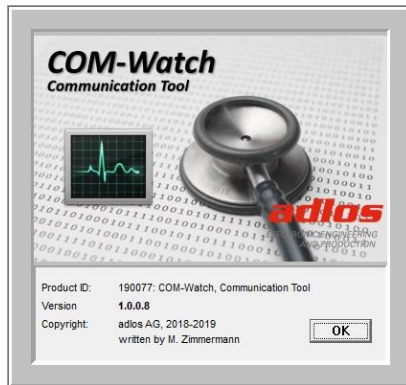 COM-Watch
Communication Tool
adlos
ELECTRONIC ENGINEERING
AND PRODUCTION
Product ID: 190077: COM-Watch, Communication Tool
Version 1.0.0.8
Copyright: adlos AG, 2018-2019
written by M. Zimmermann
OK